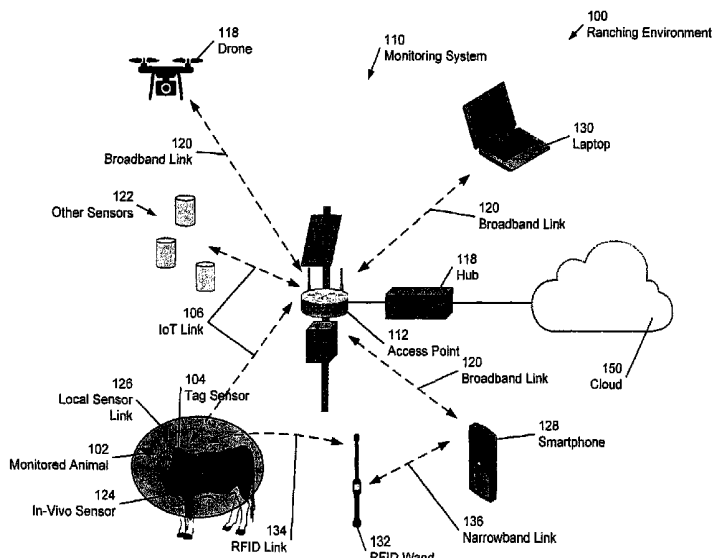 118
Drone
110
Monitoring System
100
Ranching Environment
130
Laptop
120
Broadband Link
122
Other Sensors
120
Broadband Link
118
Hub
106
IoT Link
112
Access Point
150
Cloud
104
Tag Sensor
126
Local Sensor
Link
120
Broadband Link
102
Monitored Animal
128
Smartphone
124
In-Vivo Sensor
134
RFID Link
132
RFID Wand
136
Narrowband Link